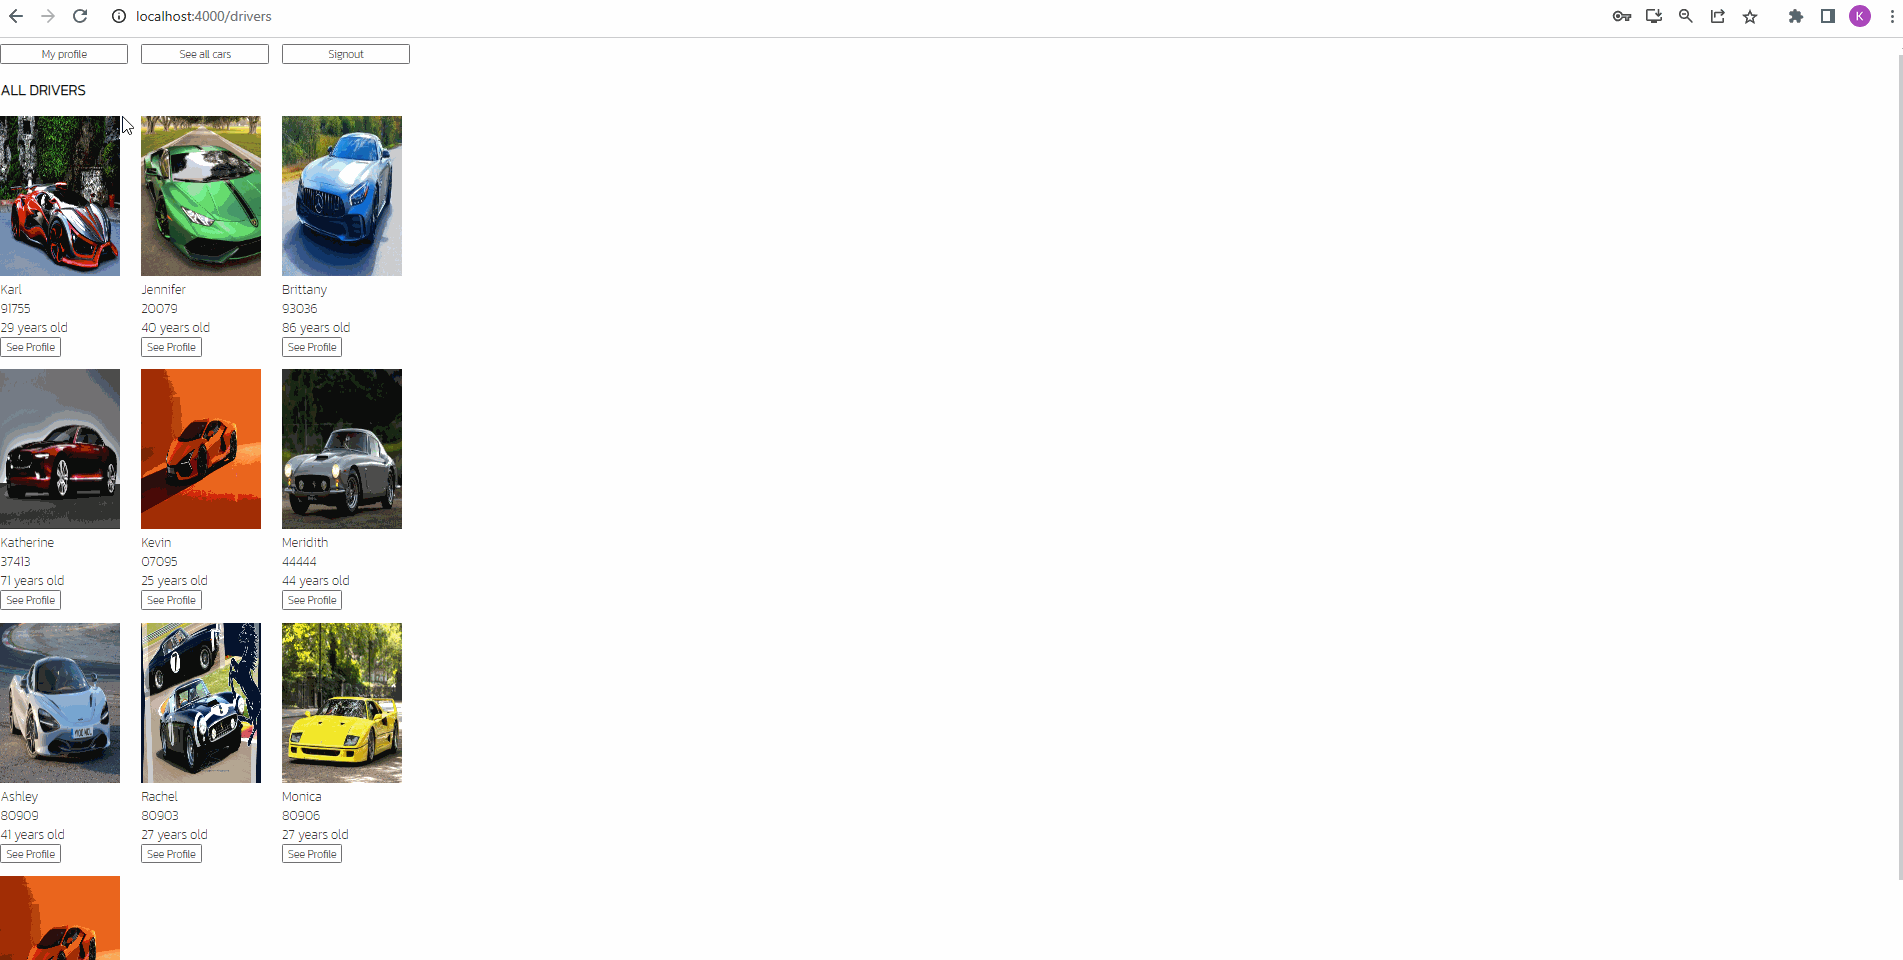 localhost:4000/drivers
K
My profile See all cars Signout
ALL DRIVERS
Karl Jennifer Brittany
91755 20079 93036
29 years old 40 years old 86 years old
See Profile See Profile See Profile
Katherine Kevin Meridith
37413 07095 44444
71 years old 25 years old 44 years old
See Profile See Profile See Profile
7
Ashley Rachel Monica
80909 80903 80906
41 years old 27 years old 27 years old
See Profile See Profile See Profile